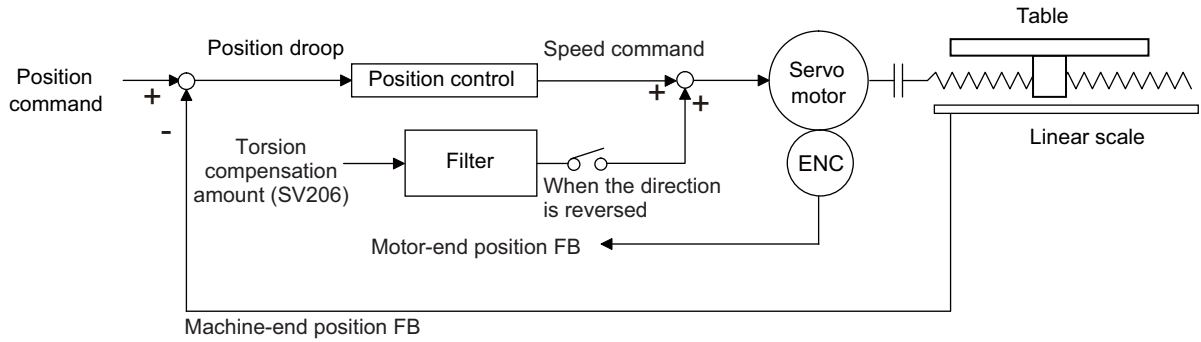 Table
Position droop
Speed command
Position
command
+
-
Position control
+
+
Servo
motor
Linear scale
Torsion
compensation
amount (SV206)
Filter
When the direction
is reversed
ENC
Motor-end position FB
Machine-end position FB